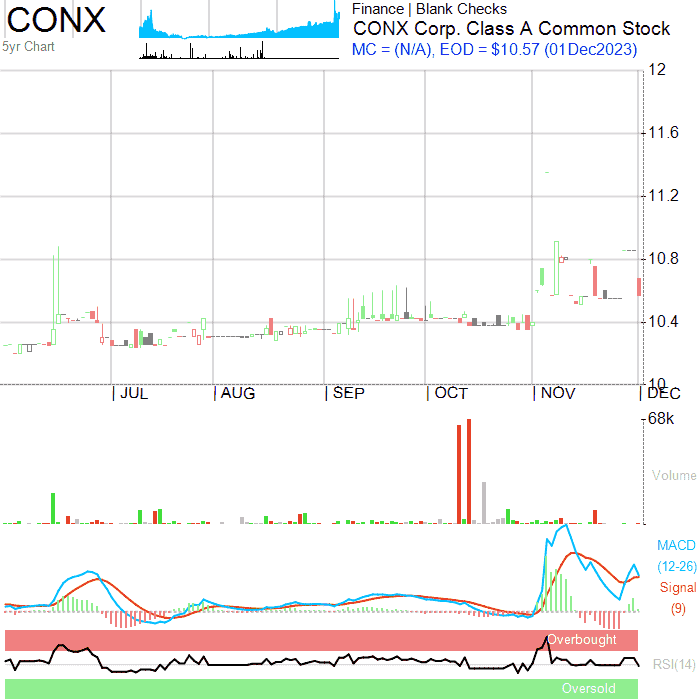 CONX
5yr Chart
Finance | Blank Checks
CONX Corp. Class A Common Stock
MC = (N/A), EOD = $10.57 (01Dec2023)
12
11.6
11.2
10.8
10.4
10
JUL AUG SEP OCT NOV DEC
68k
Volume
MACD
(12-26)
Signal
(9)
Overbought
RSI(14)
Oversold